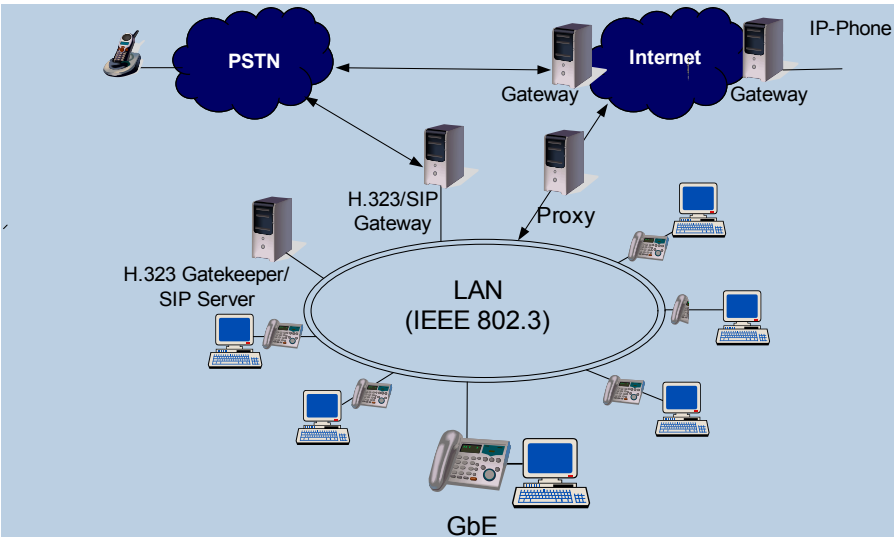 IP-Phone
PSTN
Internet
Gateway
Gateway
H.323/SIP
Gateway
Proxy
H.323 Gatekeeper/
SIP Server
LAN
(IEEE 802.3)
GbE